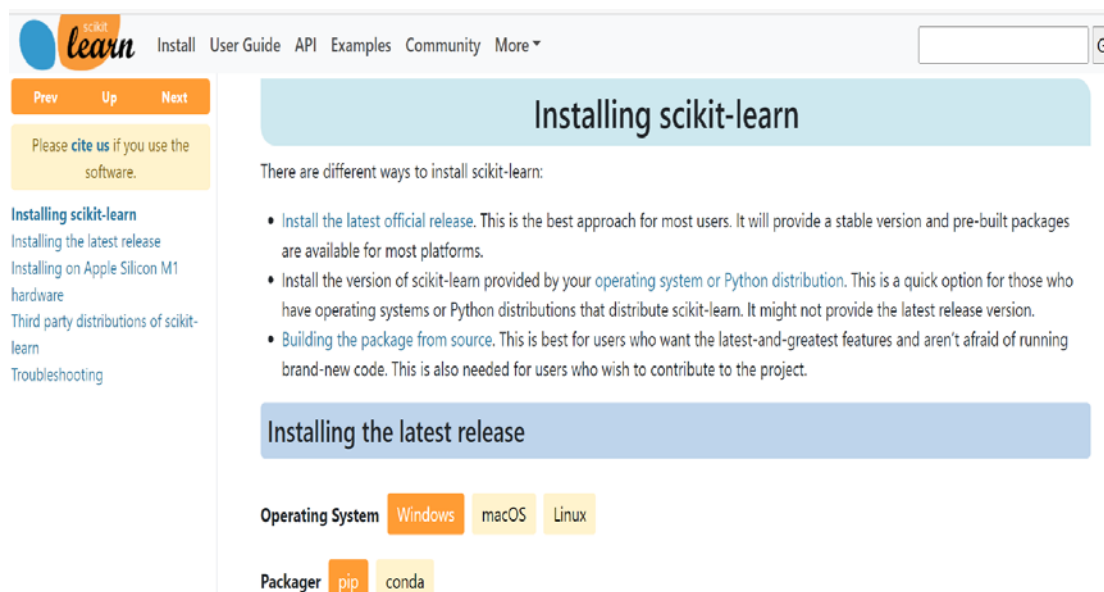 scikit
learn
Install User Guide API Examples Community More
Prev Up Next
Please cite us if you use the
software.
Installing scikit-learn
Installing the latest release
Installing on Apple Silicon M1
hardware
Third party distributions of scikit-
learn
Troubleshooting
Installing scikit-learn
There are different ways to install scikit-learn:
• Install the latest official release. This is the best approach for most users. It will provide a stable version and pre-built packages
are available for most platforms.
• Install the version of scikit-learn provided by your operating system or Python distribution. This is a quick option for those who
have operating systems or Python distributions that distribute scikit-learn. It might not provide the latest release version.
• Building the package from source. This is best for users who want the latest-and-greatest features and aren't afraid of running
brand-new code. This is also needed for users who wish to contribute to the project.
Installing the latest release
Operating System Windows macOS Linux
Packager pip conda